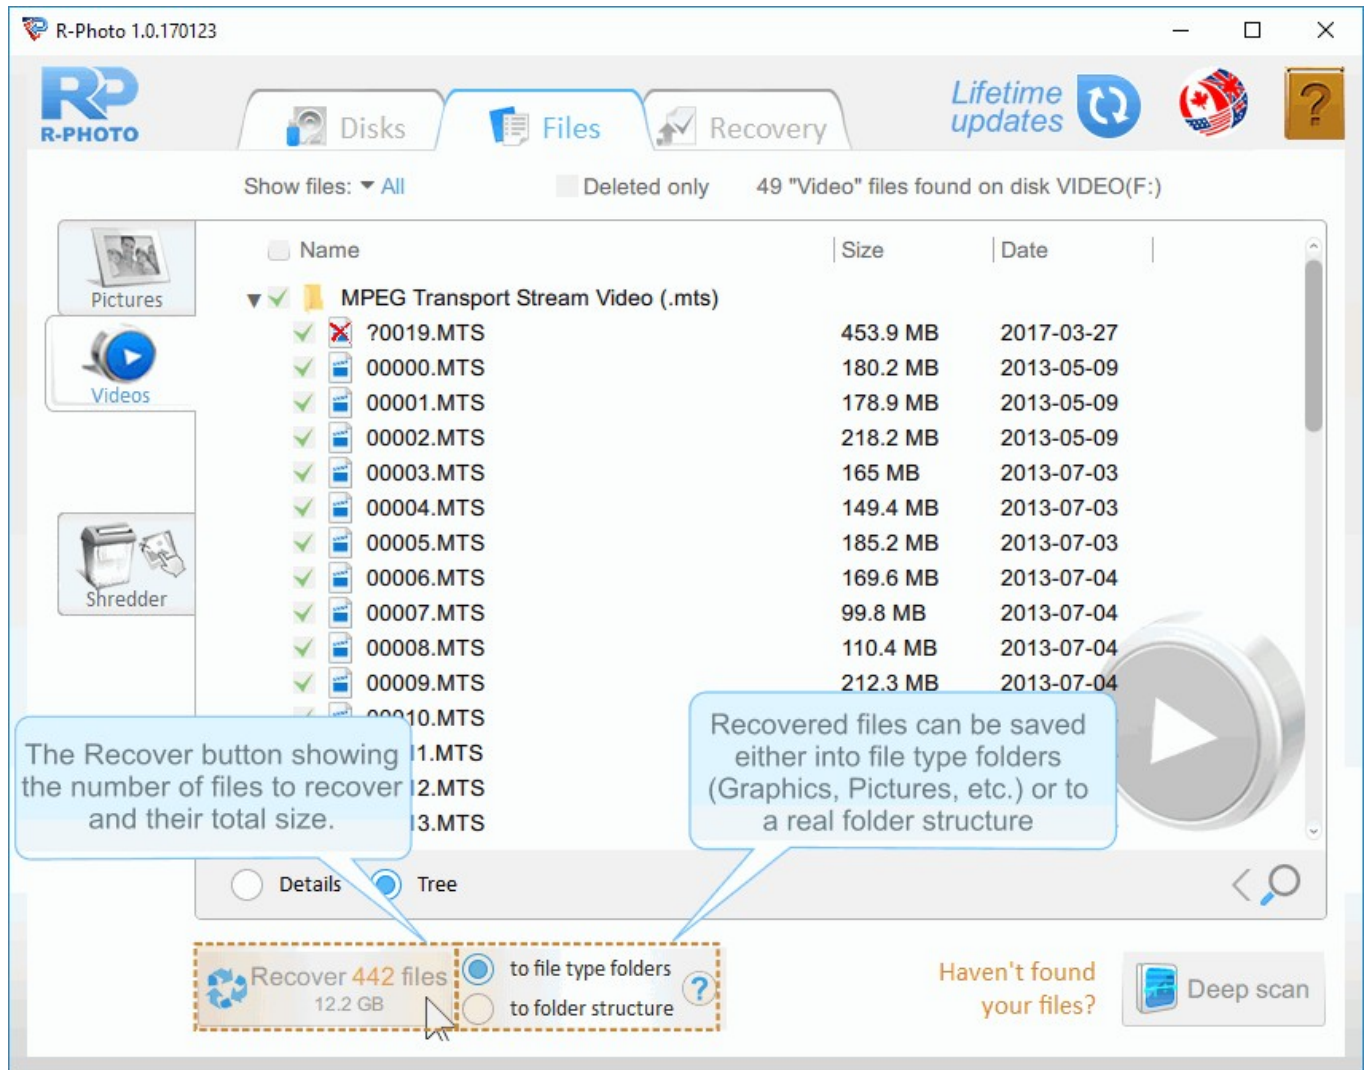 R-Photo 1.0.170123
R-PHOTO
Disks
Files
Recovery
Lifetime
updates
?
Show files: All
Deleted only
49 "Video" files found on disk VIDEO(F:)
Pictures
Videos
Shredder
Name Size Date
MPEG Transport Stream Video (.mts)
?0019.MTS 453.9 MB 2017-03-27
00000.MTS 180.2 MB 2013-05-09
00001.MTS 178.9 MB 2013-05-09
00002.MTS 218.2 MB 2013-05-09
00003.MTS 165 MB 2013-07-03
00004.MTS 149.4 MB 2013-07-03
00005.MTS 185.2 MB 2013-07-03
00006.MTS 169.6 MB 2013-07-04
00007.MTS 99.8 MB 2013-07-04
00008.MTS 110.4 MB 2013-07-04
00009.MTS 212.3 MB 2013-07-04
10.MTS
1.MTS
2.MTS
3.MTS
The Recover button showing
the number of files to recover
and their total size.
Recovered files can be saved
either into file type folders
(Graphics, Pictures, etc.) or to
a real folder structure
Details
Tree
Recover 442 files
12.2 GB
to file type folders
to folder structure
?
Haven't found
your files?
Deep scan